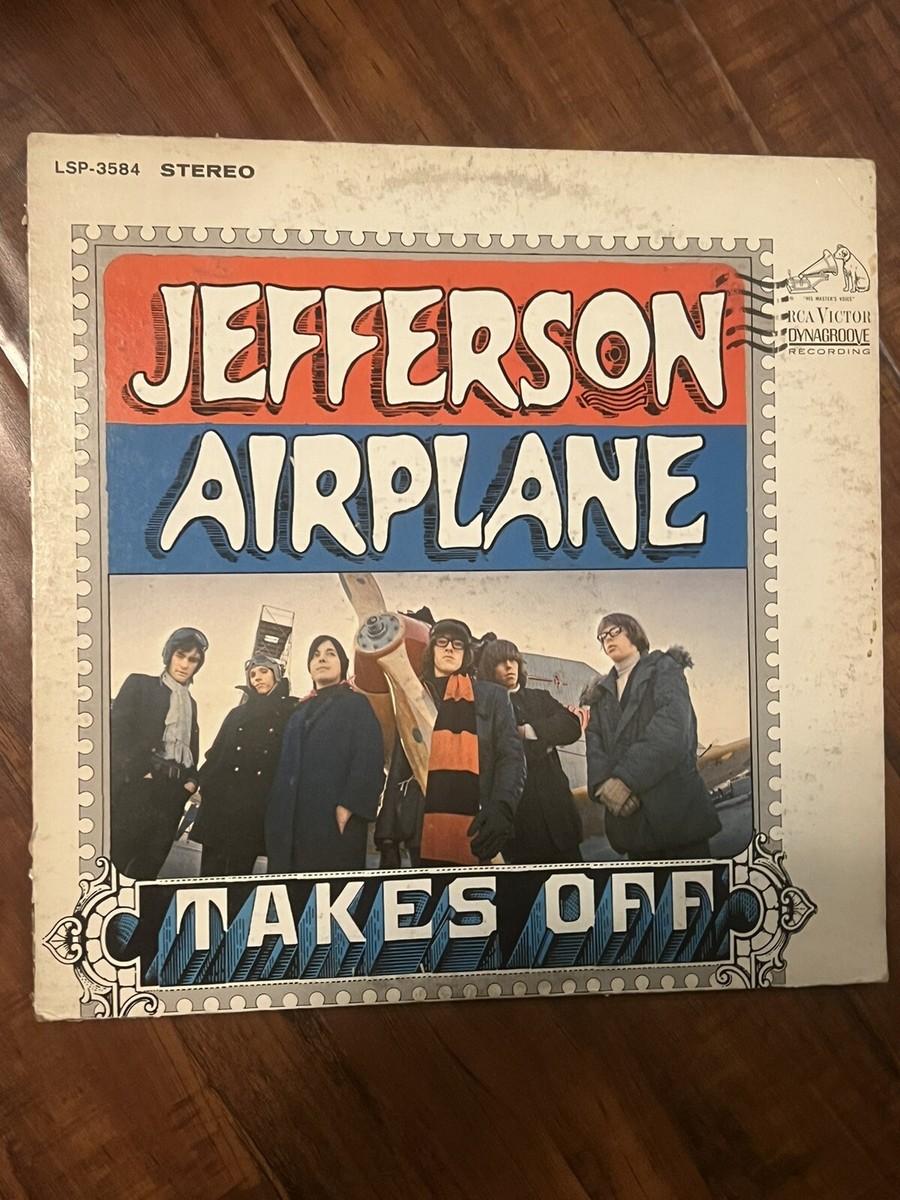 LSP-3584 STEREO
JEFFERSON
"HIS MASTER'S VOICE"
RCA VICTOR
DYNAGROOVE
RECORDING
AIRPLANE
TAKES OFF